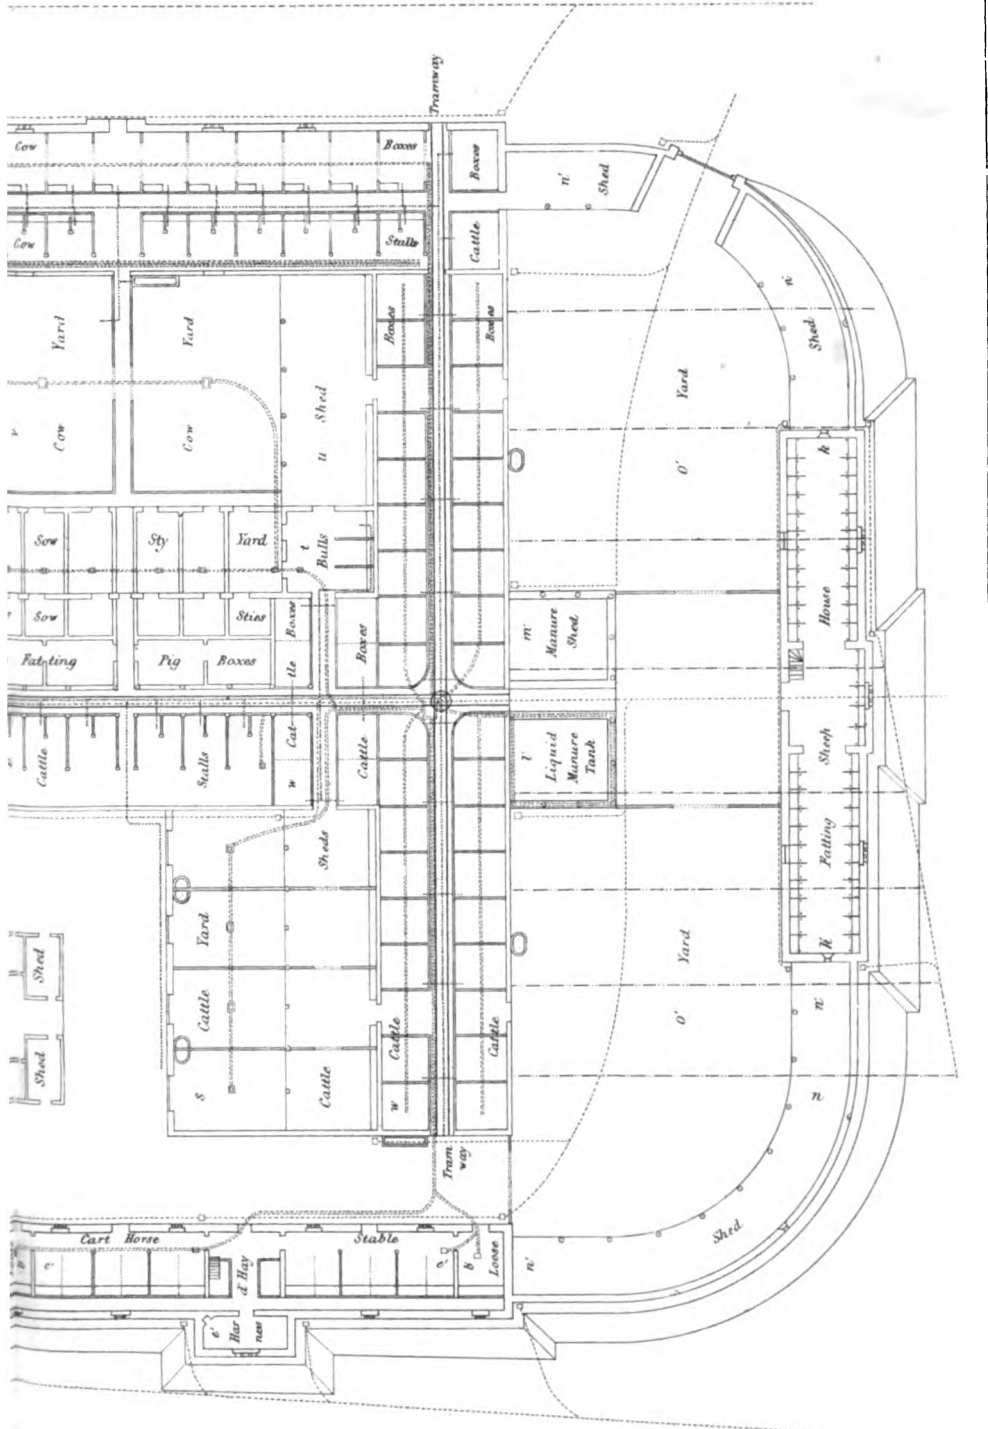 Tramway
Cow
Boxes
Boxes
n'
Shed
Cow
Stalls
Cattle
n'
Shed
Yard
Yard
Boxes
Boxes
Shed
u
Yard
v
Cow
Cow
O'
k
Sow
Sty
Yard
t
Bulls
House
Sow
Sties
Boxes
Boxes
m'
Manure
Shed
Fatting
Pig
Boxes
tle
Cat-
w
Cattle
Stalls
Cattle
l'
Liquid
Manure
Tank
Sheep
Fatting
Sheds
Yard
Yard
k
Shed
Cattle
O'
n'
Shed
S
Cattle
w
Cattle
Cattle
n
Tram
way
Shed
Cart Horse
Stable
b
a
d' Hay
a
b
Loose
n'
e'
Har
ness